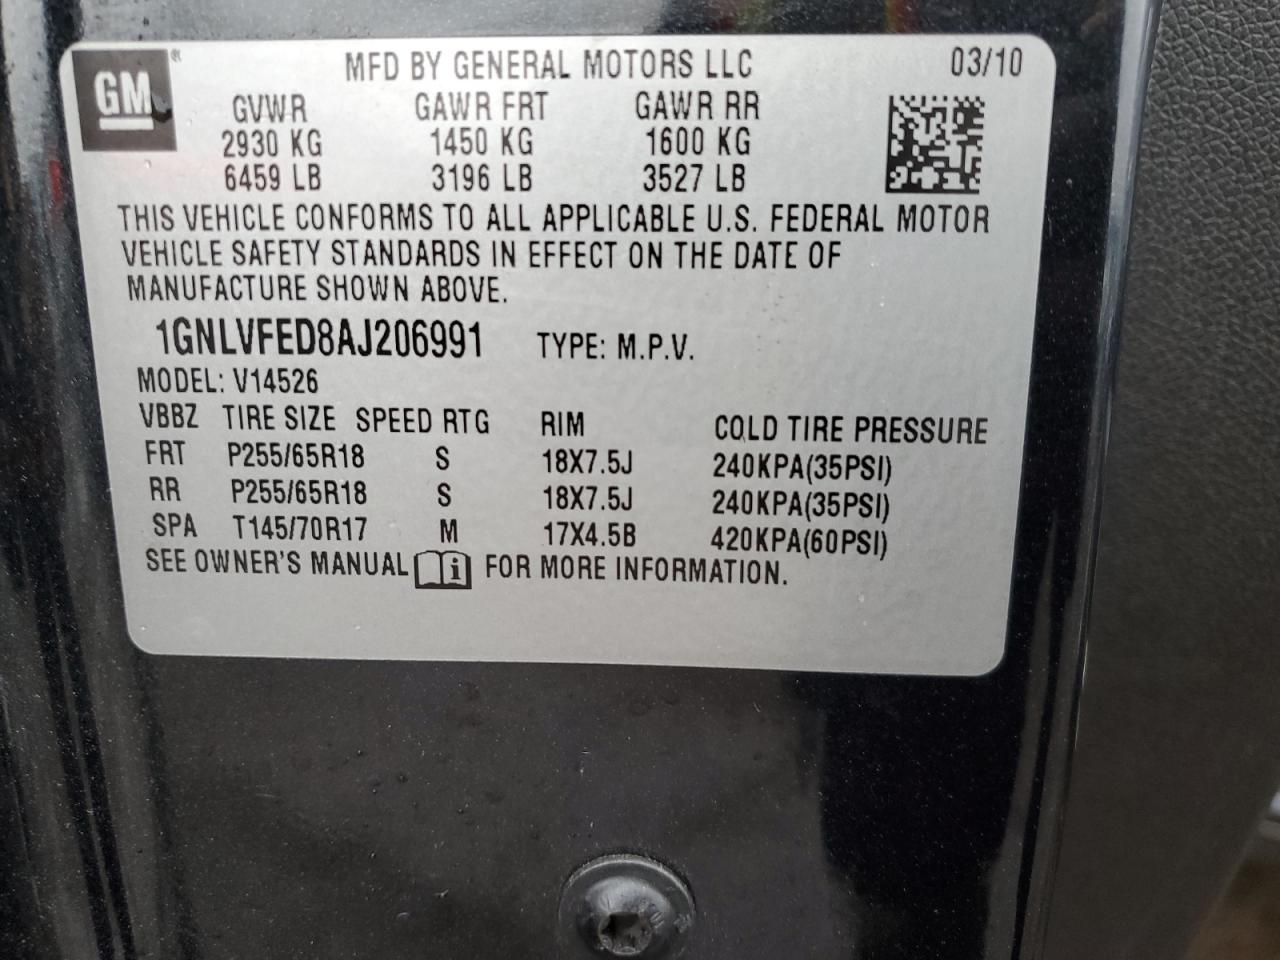 GM®
MFD BY GENERAL MOTORS LLC 03/10
GVWR GAWR FRT GAWR RR
2930 KG 1450 KG 1600 KG
6459 LB 3196 LB 3527 LB
THIS VEHICLE CONFORMS TO ALL APPLICABLE U.S. FEDERAL MOTOR
VEHICLE SAFETY STANDARDS IN EFFECT ON THE DATE OF
MANUFACTURE SHOWN ABOVE.
1GNLVFED8AJ206991 TYPE: M.P.V.
MODEL: V14526
VBBZ TIRE SIZE SPEED RTG RIM COLD TIRE PRESSURE
FRT P255/65R18 S 18X7.5J 240KPA(35PSI)
RR P255/65R18 S 18X7.5J 240KPA(35PSI)
SPA T145/70R17 M 17X4.5B 420KPA(60PSI)
SEE OWNER'S MANUAL i FOR MORE INFORMATION.